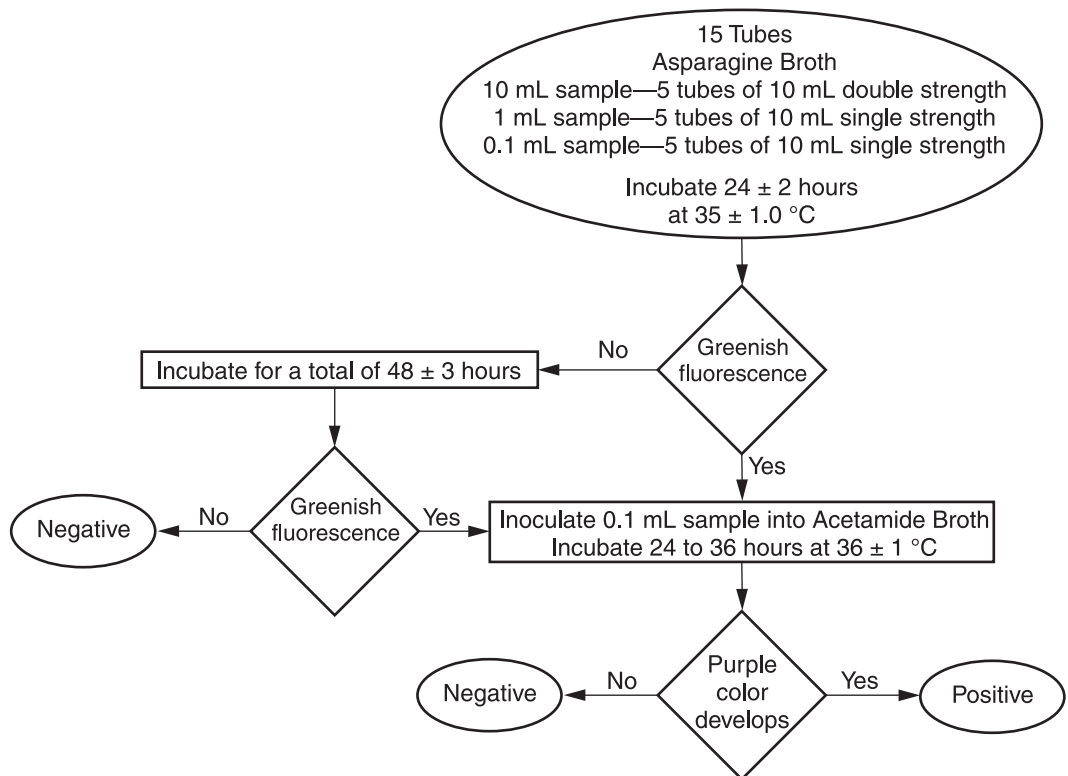 15 Tubes
Asparagine Broth
10 mL sample—5 tubes of 10 mL double strength
1 mL sample—5 tubes of 10 mL single strength
0.1 mL sample—5 tubes of 10 mL single strength
Incubate 24 ± 2 hours
at 35 ± 1.0 °C
Greenish
fluorescence
No
Incubate for a total of 48 ± 3 hours
Yes
Greenish
fluorescence
No
Negative
Yes
Inoculate 0.1 mL sample into Acetamide Broth
Incubate 24 to 36 hours at 36 ± 1 °C
Purple
color
develops
No
Negative
Yes
Positive